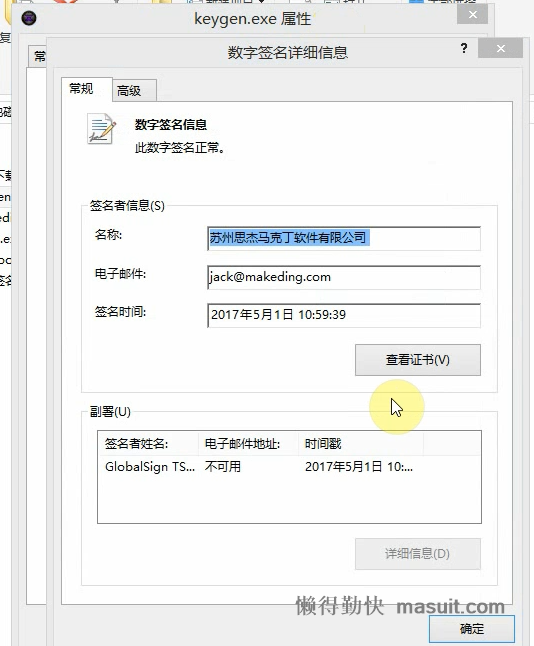 keygen.exe 属性
数字签名详细信息
?
常规
高级
数字签名信息
此数字签名正常。
签名者信息(S)
名称:
苏州思杰马克丁软件有限公司
电子邮件:
jack@makeding.com
签名时间:
2017年5月1日 10:59:39
查看证书(V)
副署(U)
签名者姓名:
电子邮件地址:
时间戳
GlobalSign TS...
不可用
2017年5月1日 10:...
详细信息(D)
懒得勤快 masuit.com
确定